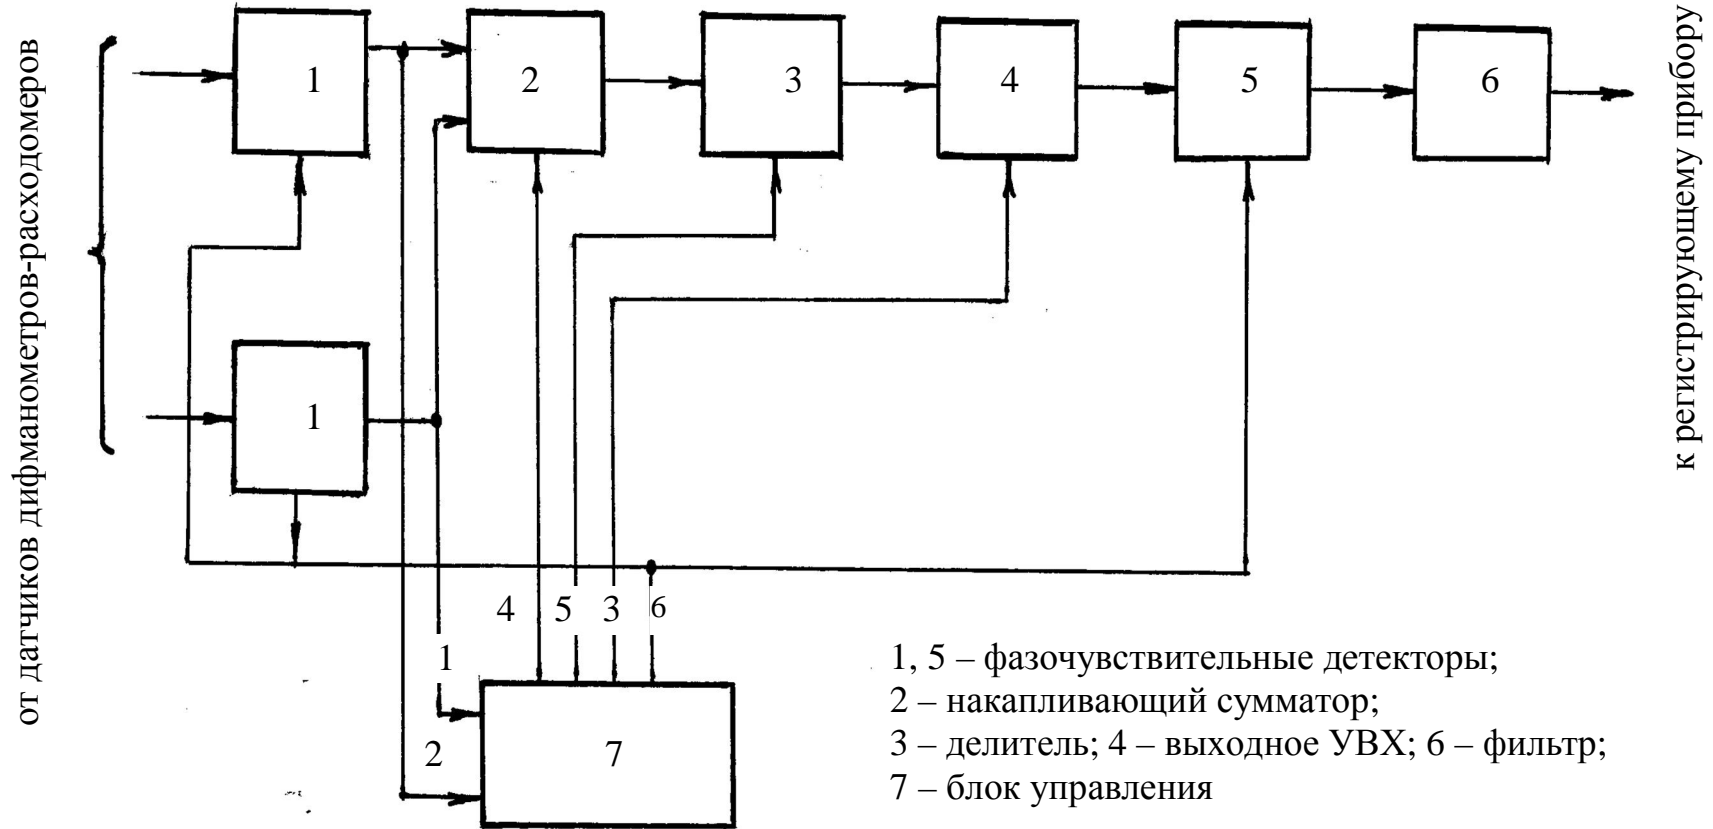 от датчиков дифманометров-расходомеров
1
2
3
4
5
6
к регистрирующему прибору
1
4
5
3
6
1
2
7
1, 5 – фазочувствительные детекторы;
2 – накапливающий сумматор;
3 – делитель; 4 – выходное УВХ; 6 – фильтр;
7 – блок управления